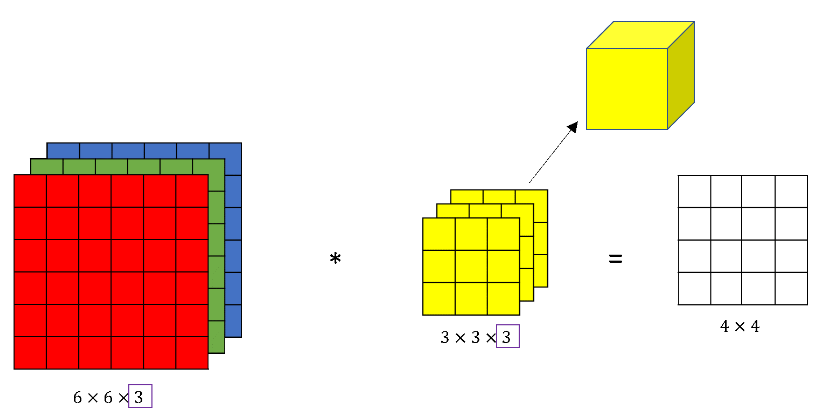 *
=
6 × 6 × 3
3 × 3 × 3
4 × 4